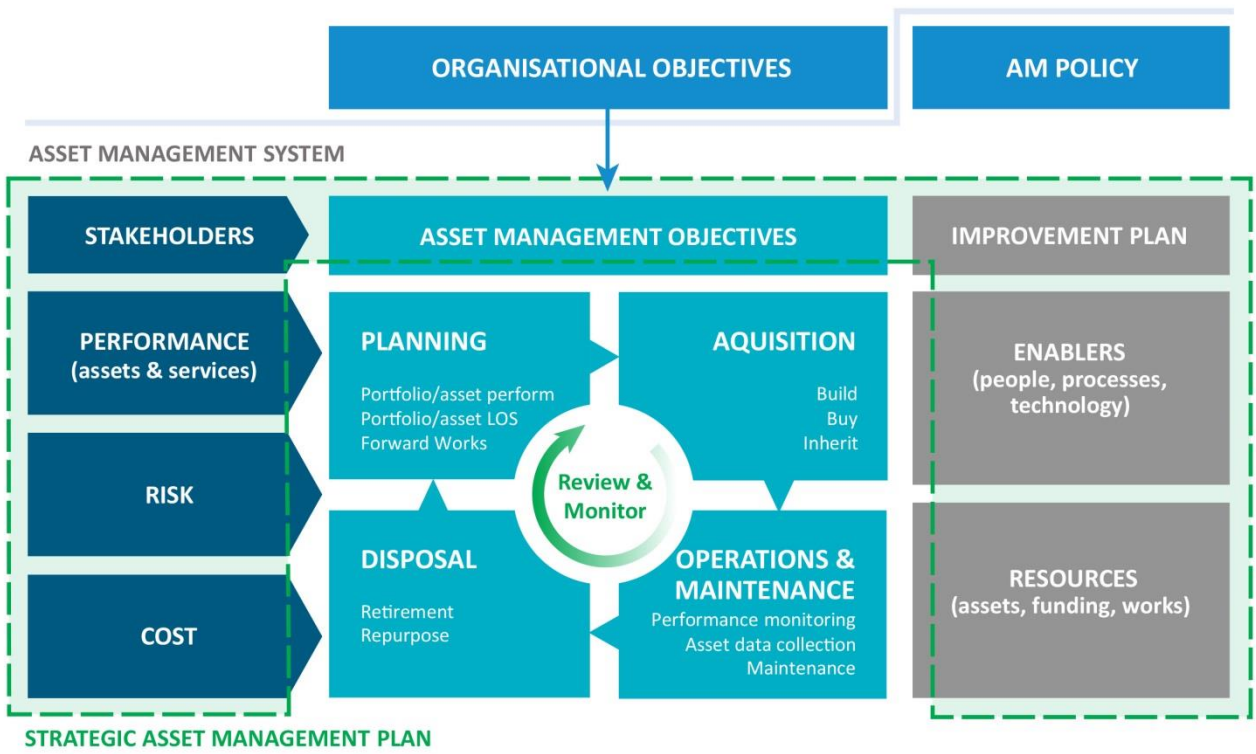 ORGANISATIONAL OBJECTIVES
AM POLICY
ASSET MANAGEMENT SYSTEM
STAKEHOLDERS
ASSET MANAGEMENT OBJECTIVES
IMPROVEMENT PLAN
PERFORMANCE
(assets & services)
RISK
COST
PLANNING
Portfolio/asset perform
Portfolio/asset LOS
Forward Works
AQUISITION
Build
Buy
Inherit
Review &
Monitor
DISPOSAL
Retirement
Repurpose
OPERATIONS &
MAINTENANCE
Performance monitoring
Asset data collection
Maintenance
ENABLERS
(people, processes,
technology)
RESOURCES
(assets, funding, works)
STRATEGIC ASSET MANAGEMENT PLAN